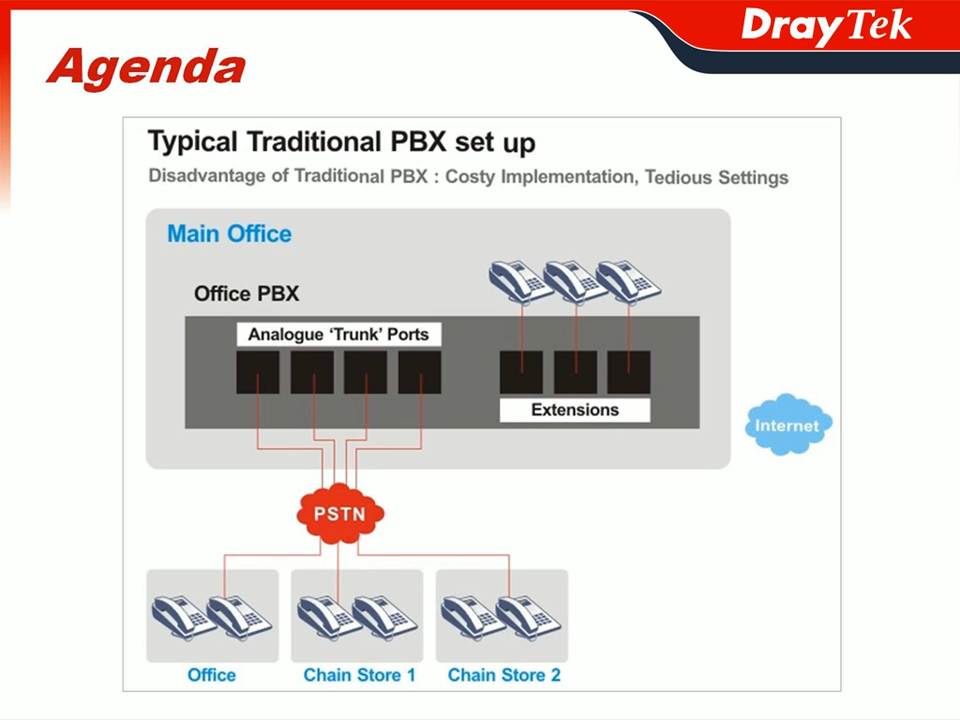 DrayTek
Agenda
Typical Traditional PBX set up
Disadvantage of Traditional PBX : Costy Implementation, Tedious Settings
Main Office
Office PBX
Analogue ‘Trunk’ Ports
Extensions
Internet
PSTN
Office
Chain Store 1
Chain Store 2